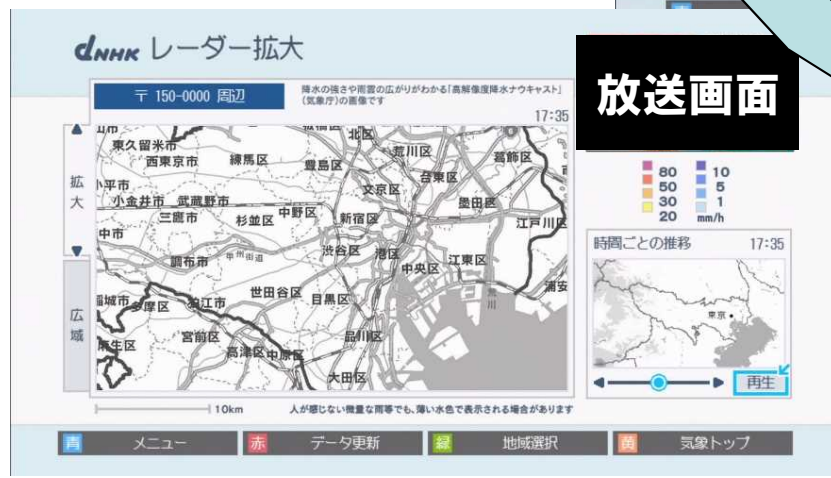 dNHK レーダー拡大
放送画面
〒 150-0000 周辺
降水の強さや雨雲の広がりがわかる「高解像度降水ナウキャスト」
(気象庁)の画像です
17:35
拡大
広域
北区
東久留米市
西東京市
練馬区
豊島区
荒川区
葛飾区
台東区
文京区
小平市
小金井市
武蔵野市
墨田区
三鷹市
杉並区
中野区
新宿区
江戸川区
中市
渋谷区
港区
江東区
中央区
調布市
甲州街道
浦安
世田谷区
目黒区
荒川
稲城市
多摩区
狛江市
品川区
麻生区
宮前区
高津区
中原区
大田区
10km
人が感じない微量な雨等でも、薄い水色で表示される場合があります
80 10
50 5
30 1
20 mm/h
時間ごとの推移 17:35
東京
再生
青 メニュー
赤 データ更新
緑 地域選択
黄 気象トップ